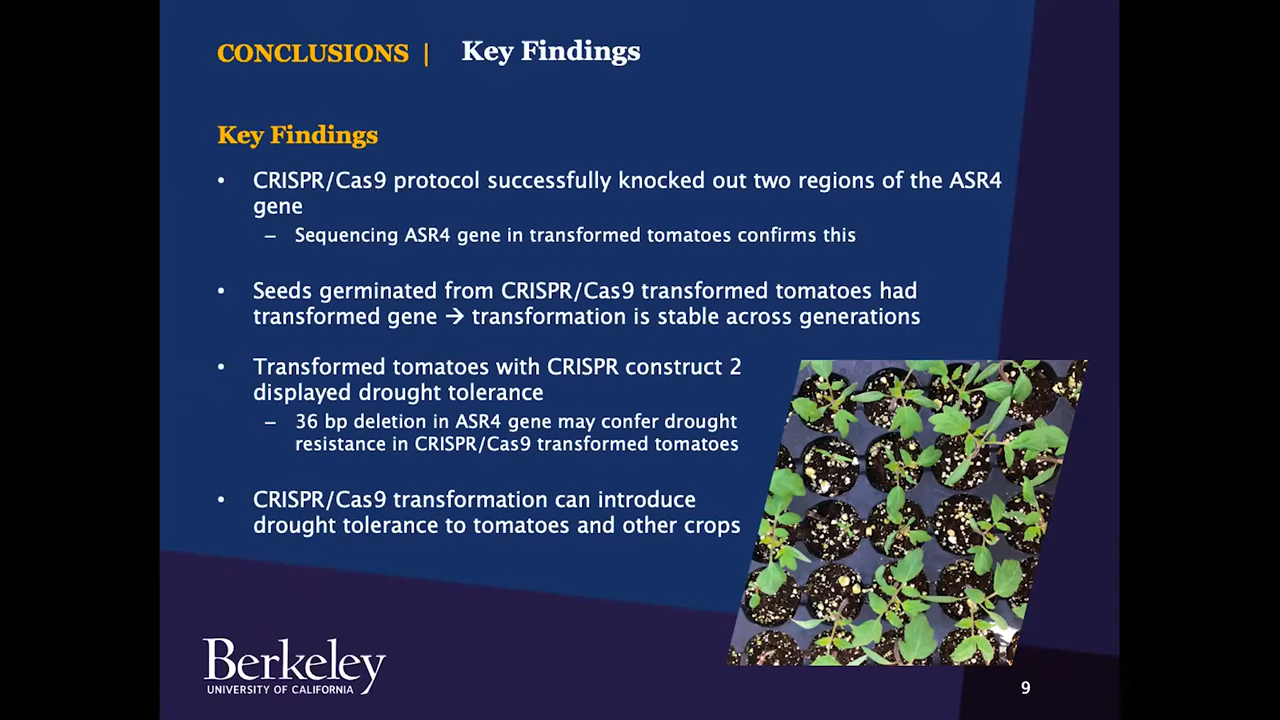 CONCLUSIONS | Key Findings
Key Findings
• CRISPR/Cas9 protocol successfully knocked out two regions of the ASR4
gene
– Sequencing ASR4 gene in transformed tomatoes confirms this
• Seeds germinated from CRISPR/Cas9 transformed tomatoes had
transformed gene → transformation is stable across generations
• Transformed tomatoes with CRISPR construct 2
displayed drought tolerance
– 36 bp deletion in ASR4 gene may confer drought
resistance in CRISPR/Cas9 transformed tomatoes
• CRISPR/Cas9 transformation can introduce
drought tolerance to tomatoes and other crops
Berkeley
UNIVERSITY OF CALIFORNIA
9